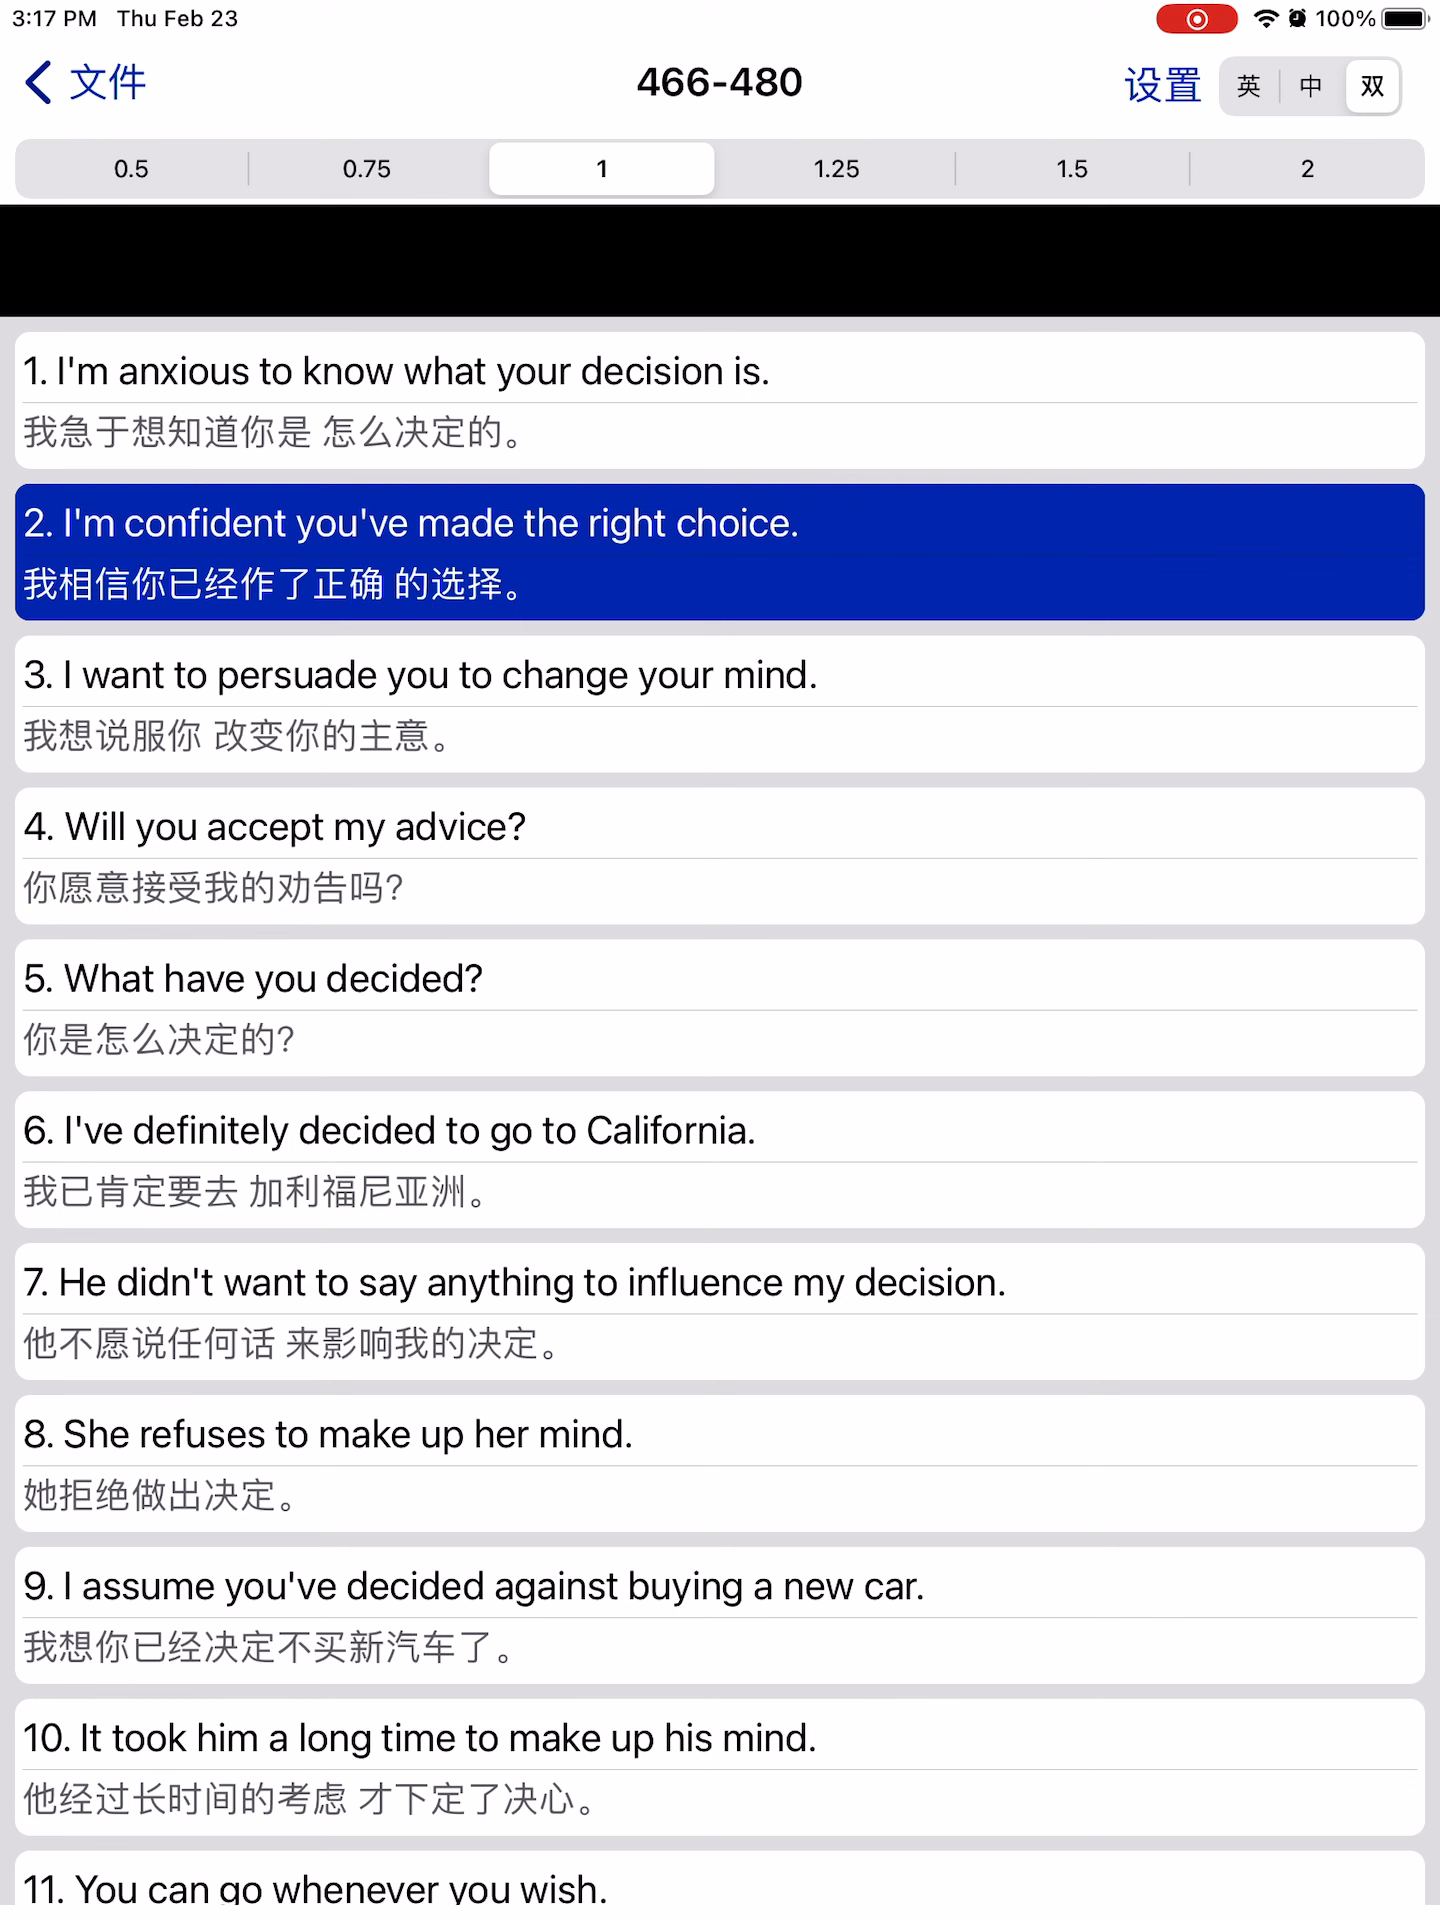 3:17 PM Thu Feb 23 100%
文件 466-480 设置 英 中 双
0.5 0.75 1 1.25 1.5 2
1. I'm anxious to know what your decision is.
我急于想知道你是 怎么决定的。
2. I'm confident you've made the right choice.
我相信你已经作了正确 的选择。
3. I want to persuade you to change your mind.
我想说服你 改变你的主意。
4. Will you accept my advice?
你愿意接受我的劝告吗?
5. What have you decided?
你是怎么决定的?
6. I've definitely decided to go to California.
我已肯定要去 加利福尼亚洲。
7. He didn't want to say anything to influence my decision.
他不愿说任何话 来影响我的决定。
8. She refuses to make up her mind.
她拒绝做出决定。
9. I assume you've decided against buying a new car.
我想你已经决定不买新汽车了。
10. It took him a long time to make up his mind.
他经过长时间的考虑 才下定了决心。
11. You can go whenever you wish.